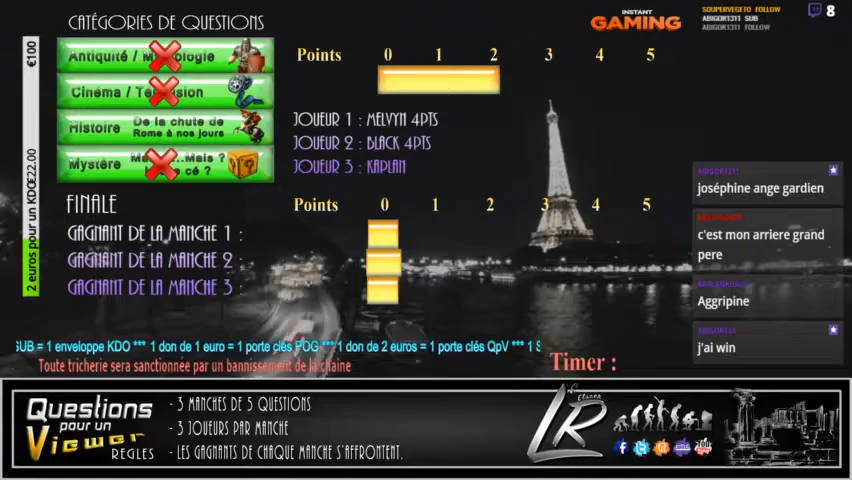 CATÉGORIES DE QUESTIONS
Antiquité /
Cinéma /
Histoire De la chute de
Rome à nos jours
Mystère
Points 0 1 2 3 4 5
JOUEUR 1 : MELVYN 4PTS
JOUEUR 2 : BLACK 4PTS
JOUEUR 3 : KAPLAN
FINALE
Points 0 1 2 3 4 5
GAGNANT DE LA MANCHE 1 :
GAGNANT DE LA MANCHE 2 :
GAGNANT DE LA MANCHE 3 :
€100
2 euros pour un KDO
€22.00
INSTANT
GAMING
SOUPERVEGETO FOLLOW
ABIGOR1311 SUB
ABIGOR1311 FOLLOW
8
joséphine ange gardien
c'est mon arriere grand
pere
Aggripine
j'ai win
SUB = 1 enveloppe KDO *** 1 don de 1 euro = 1 porte clés POG *** 1 don de 2 euros = 1 porte clés QpV *** 1
Toute tricherie sera sanctionnée par un bannissement de la chaine
Timer :
Questions
pour un
Viewer
REGLES
- 3 MANCHES DE 5 QUESTIONS
- 3 JOUEURS PAR MANCHE
- LES GAGNANTS DE CHAQUE MANCHE S'AFFRONTENT.
LR